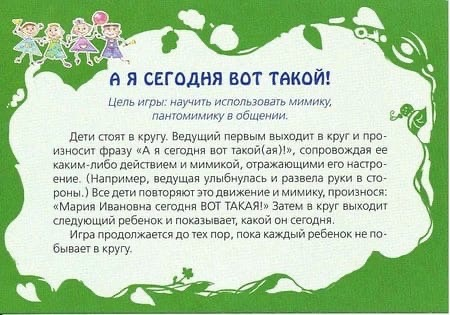 А Я СЕГОДНЯ ВОТ ТАКОЙ!
Цель игры: научить использовать мимику,
пантомимику в общении.
Дети стоят в кругу. Ведущий первым выходит в круг и про-
износит фразу «А я сегодня вот такой(ая)!», сопровождая ее
каким-либо действием и мимикой, отражающими его настро-
ение. (Например, ведущая улыбнулась и развела руки в сто-
роны.) Все дети повторяют это движение и мимику, произнося:
«Мария Ивановна сегодня ВОТ ТАКАЯ!» Затем в круг выходит
следующий ребенок и показывает, какой он сегодня.
Игра продолжается до тех пор, пока каждый ребенок не по-
бывает в кругу.